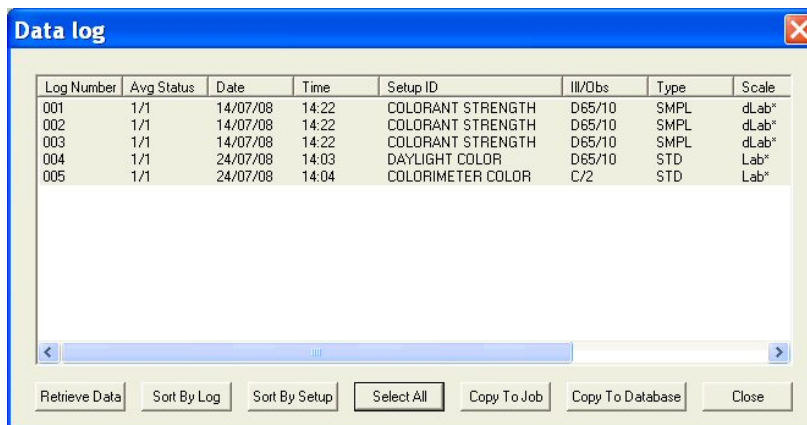 Data log
Log Number Avg Status Date Time Setup ID Ill/Obs Type Scale
001 1/1 14/07/08 14:22 COLORANT STRENGTH D65/10 SMPL dLab*
002 1/1 14/07/08 14:22 COLORANT STRENGTH D65/10 SMPL dLab*
003 1/1 14/07/08 14:22 COLORANT STRENGTH D65/10 SMPL dLab*
004 1/1 24/07/08 14:03 DAYLIGHT COLOR D65/10 STD Lab*
005 1/1 24/07/08 14:04 COLORIMETER COLOR C/2 STD Lab*
Retrieve Data Sort By Log Sort By Setup Select All Copy To Job Copy To Database Close